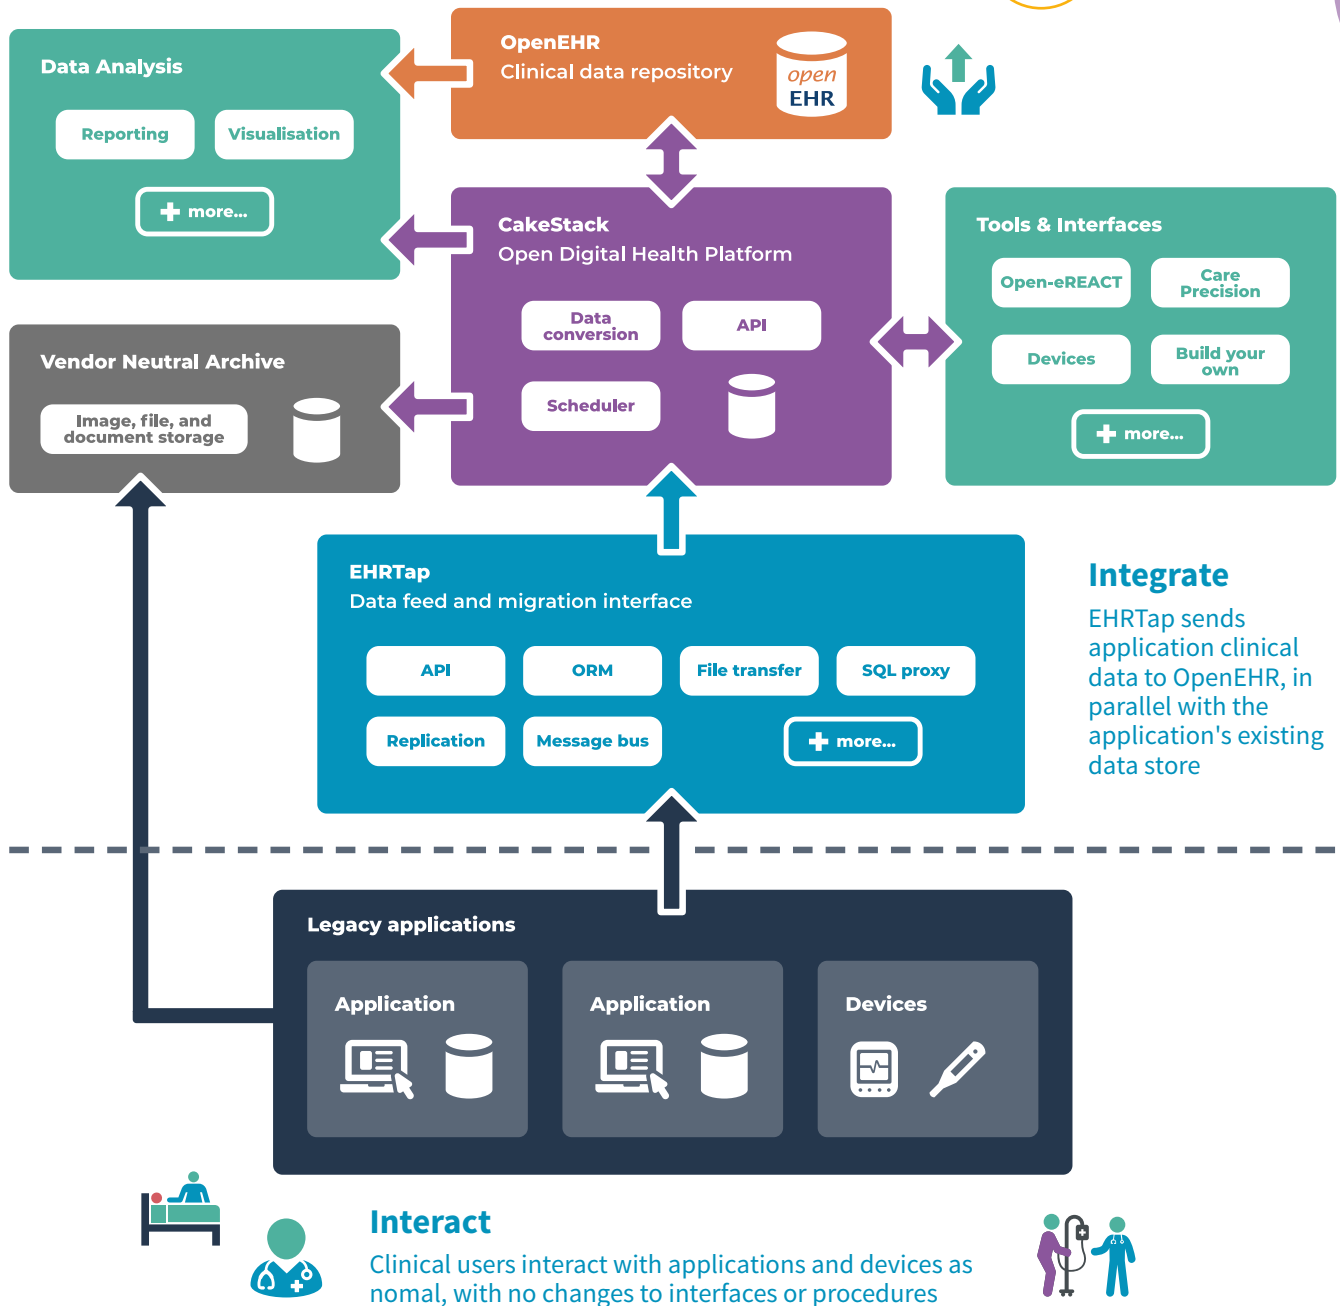 Data Analysis
Reporting
Visualisation
+ more...
OpenEHR
Clinical data repository
open
EHR
CakeStack
Open Digital Health Platform
Data
conversion
API
Scheduler
Tools & Interfaces
Open-eREACT
Care
Precision
Devices
Build your
own
+ more...
Vendor Neutral Archive
Image, file, and
document storage
EHRTap
Data feed and migration interface
API
ORM
File transfer
SQL proxy
Replication
Message bus
+ more...
Integrate
EHRTap sends
application clinical
data to OpenEHR, in
parallel with the
application's existing
data store
Legacy applications
Application
Application
Devices
Interact
Clinical users interact with applications and devices as
nomal, with no changes to interfaces or procedures